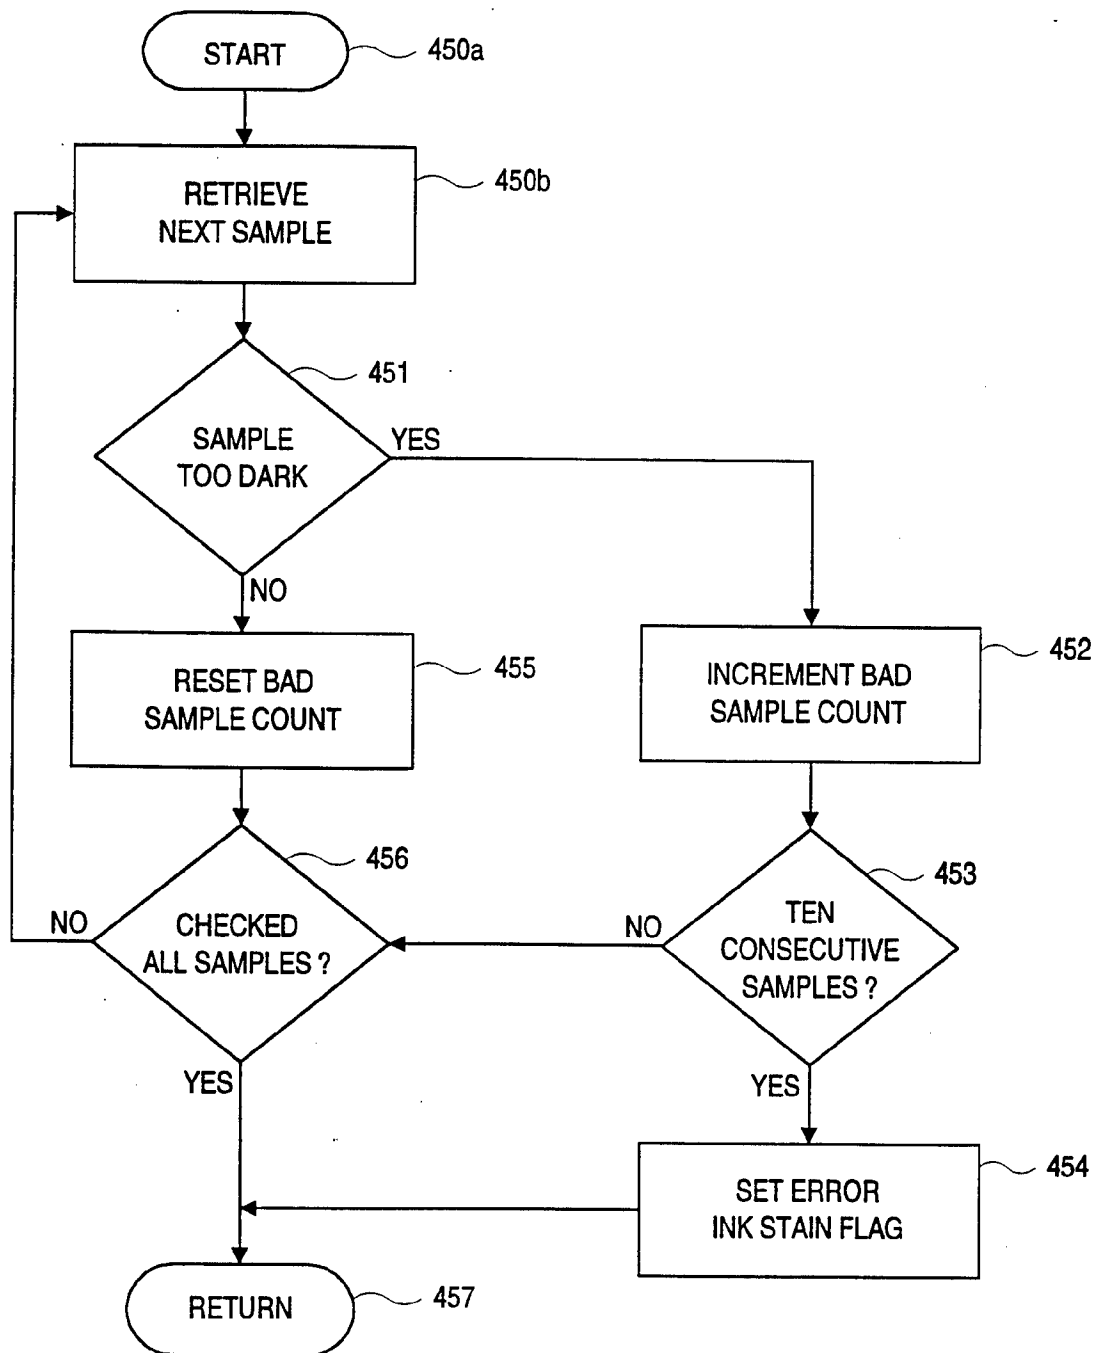 START
450a
RETRIEVE
NEXT SAMPLE
450b
451
SAMPLE
TOO DARK
YES
NO
RESET BAD
SAMPLE COUNT
455
INCREMENT BAD
SAMPLE COUNT
452
456
CHECKED
ALL SAMPLES ?
NO
YES
453
TEN
CONSECUTIVE
SAMPLES ?
NO
YES
SET ERROR
INK STAIN FLAG
454
RETURN
457